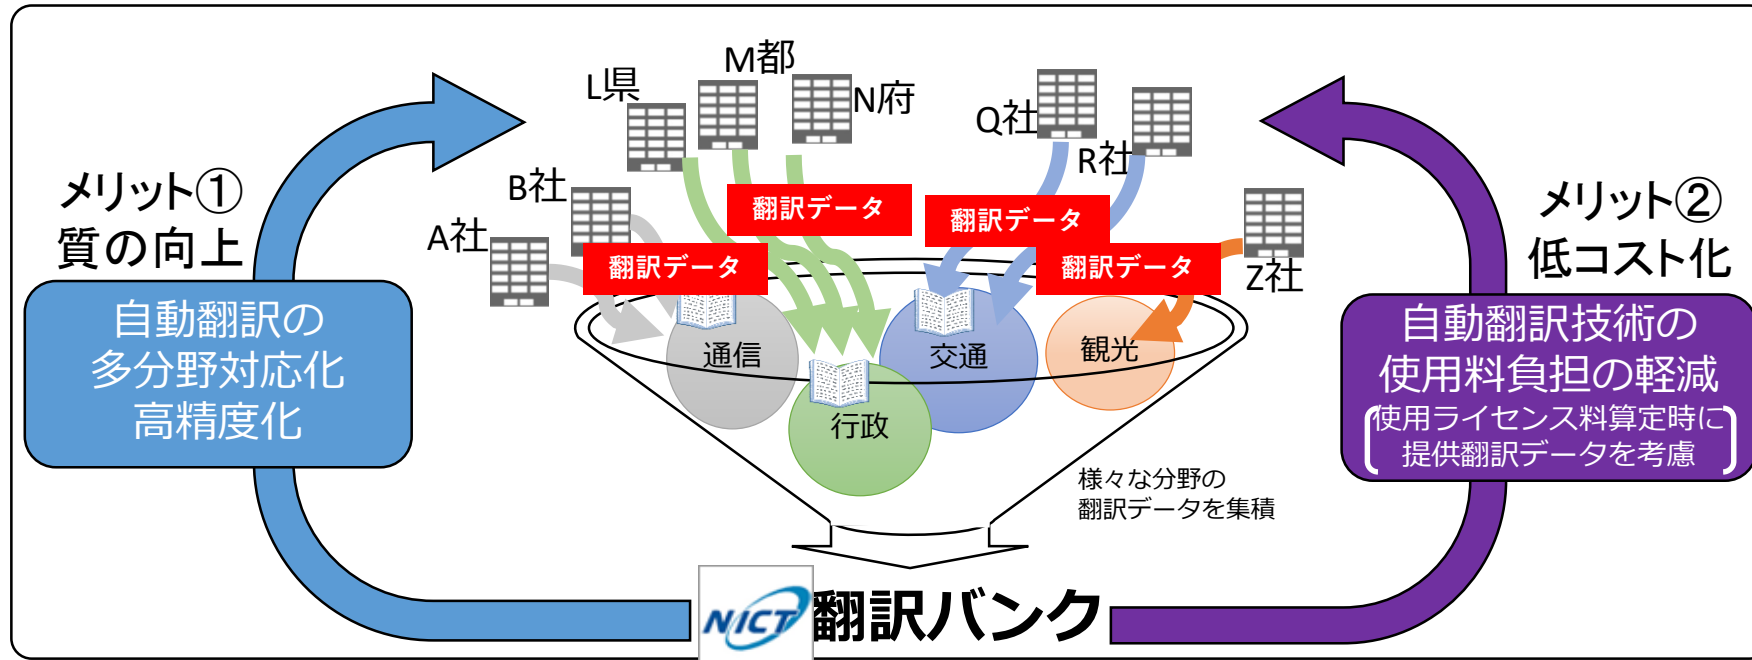 メリット①
質の向上
自動翻訳の
多分野対応化
高精度化
A社
B社
L県
M都
N府
Q社
R社
Z社
翻訳データ
翻訳データ
翻訳データ
翻訳データ
通信
行政
交通
観光
様々な分野の
翻訳データを集積
メリット②
低コスト化
自動翻訳技術の
使用料負担の軽減
使用ライセンス料算定時に
提供翻訳データを考慮
NICT 翻訳バンク